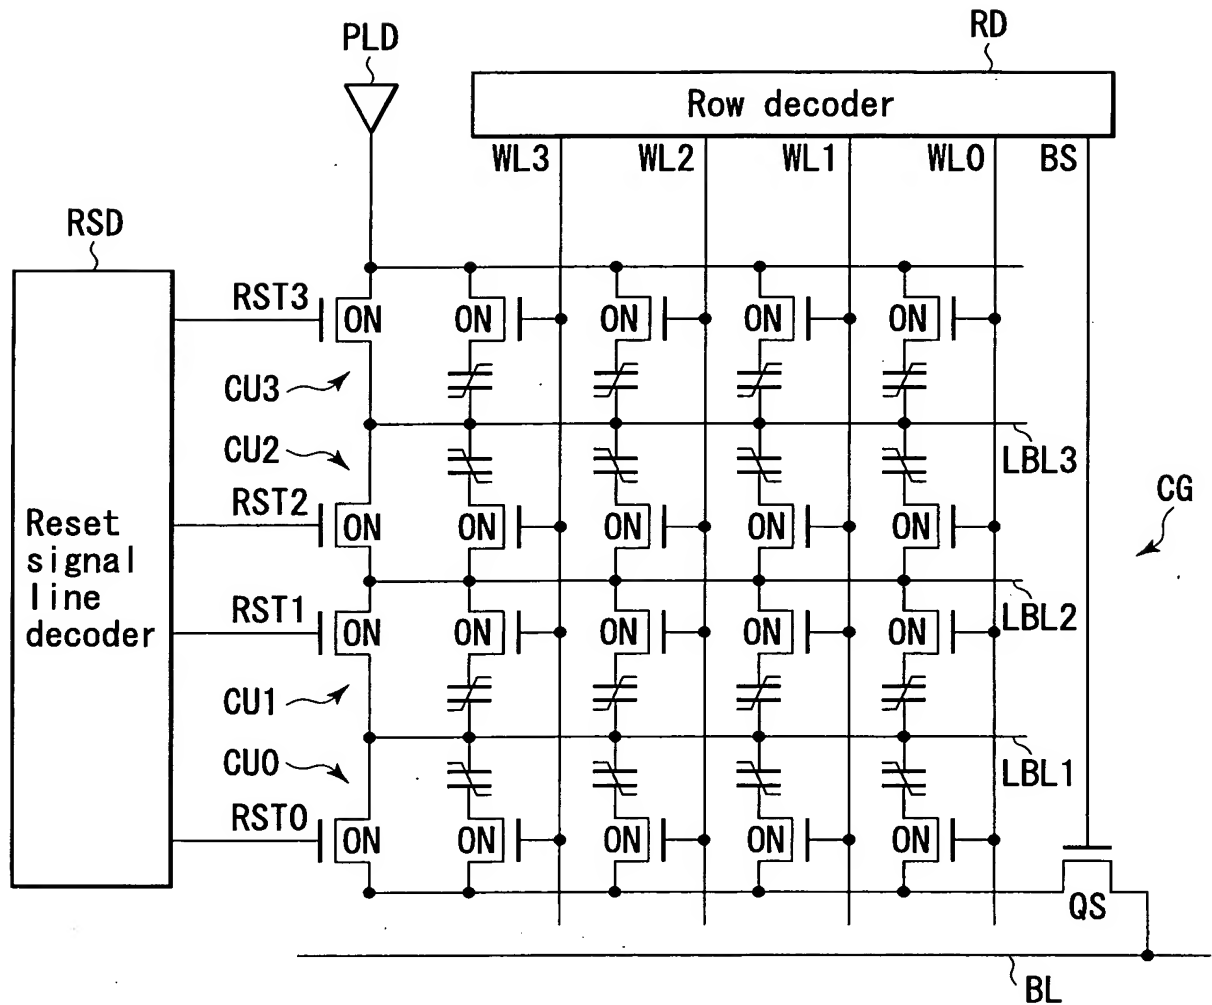 PLD
RD
Row decoder
WL3 WL2 WL1 WL0 BS
RSD
RST3 ON ON ON ON ON
CU3
CU2
LBL3
CG
RST2 ON ON ON ON ON
Reset
signal
line
decoder
RST1 ON ON ON ON ON
LBL2
CU1
CU0
LBL1
RST0 ON ON ON ON ON
QS
BL